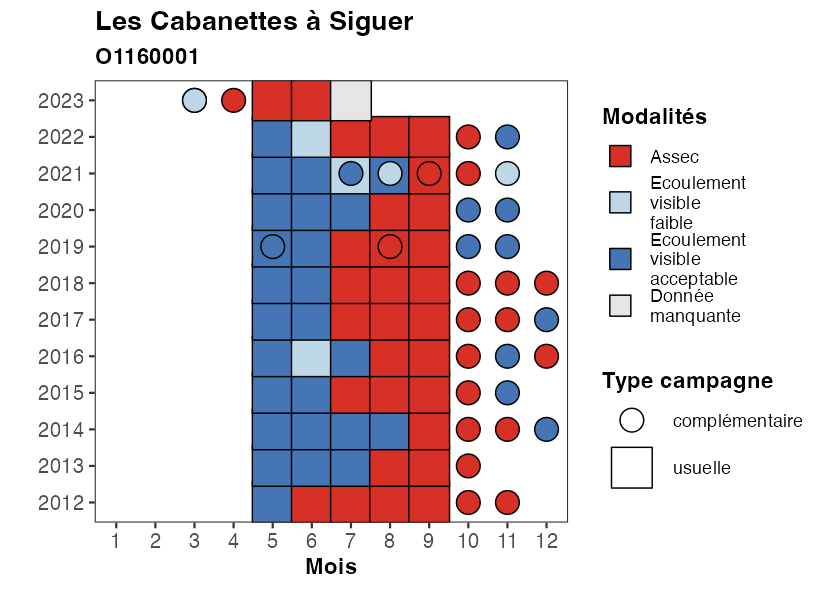 Les Cabanettes à Siguer
O1160001
2023
2022
2021
2020
2019
2018
2017
2016
2015
2014
2013
2012
1 2 3 4 5 6 7 8 9 10 11 12
Mois
Modalités
Assec
Ecoulement
visible
faible
Ecoulement
visible
acceptable
Donnée
manquante
Type campagne
complémentaire
usuelle